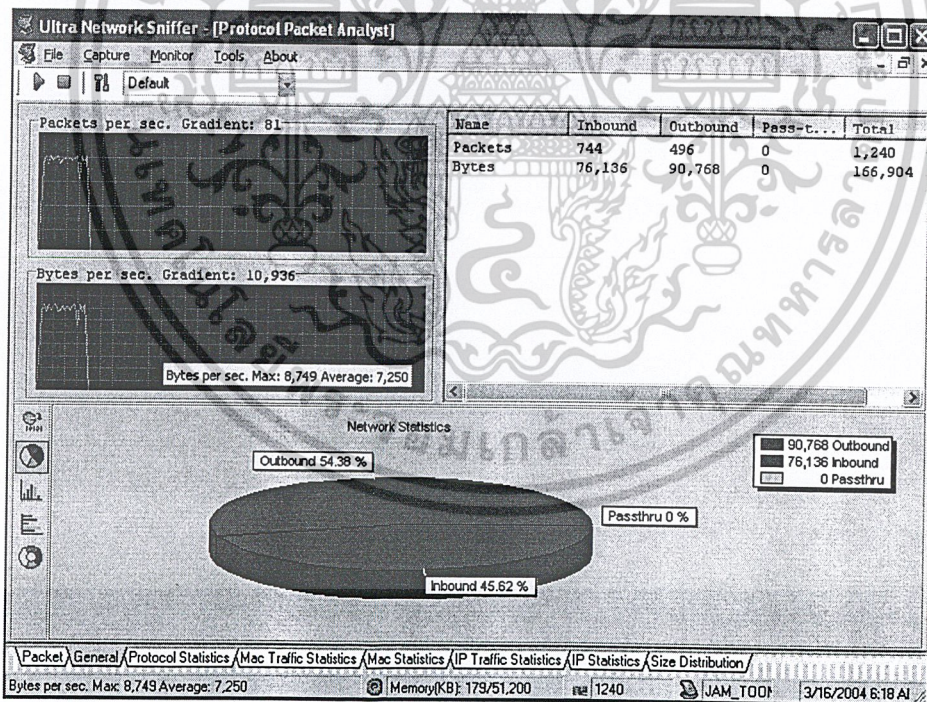 Ultra Network Sniffer - [Protocol Packet Analyst]
File Capture Monitor Tools About
Default
Packets per sec. Gradient: 81
Name Inbound Outbound Pass-t... Total
Packets 744 496 0 1,240
Bytes 76,136 90,768 0 166,904
Bytes per sec. Gradient: 10,936
Bytes per sec. Max: 8,749 Average: 7,250
Network Statistics
Outbound 54.38 %
90,768 Outbound
76,136 Inbound
0 Passthru
Passthru 0 %
Inbound 45.62 %
Packet General Protocol Statistics Mac Traffic Statistics Mac Statistics IP Traffic Statistics IP Statistics Size Distribution
Bytes per sec. Max: 8,749 Average: 7,250 Memory(KB): 179/51,200 1240 3/16/2004 6:18 AM